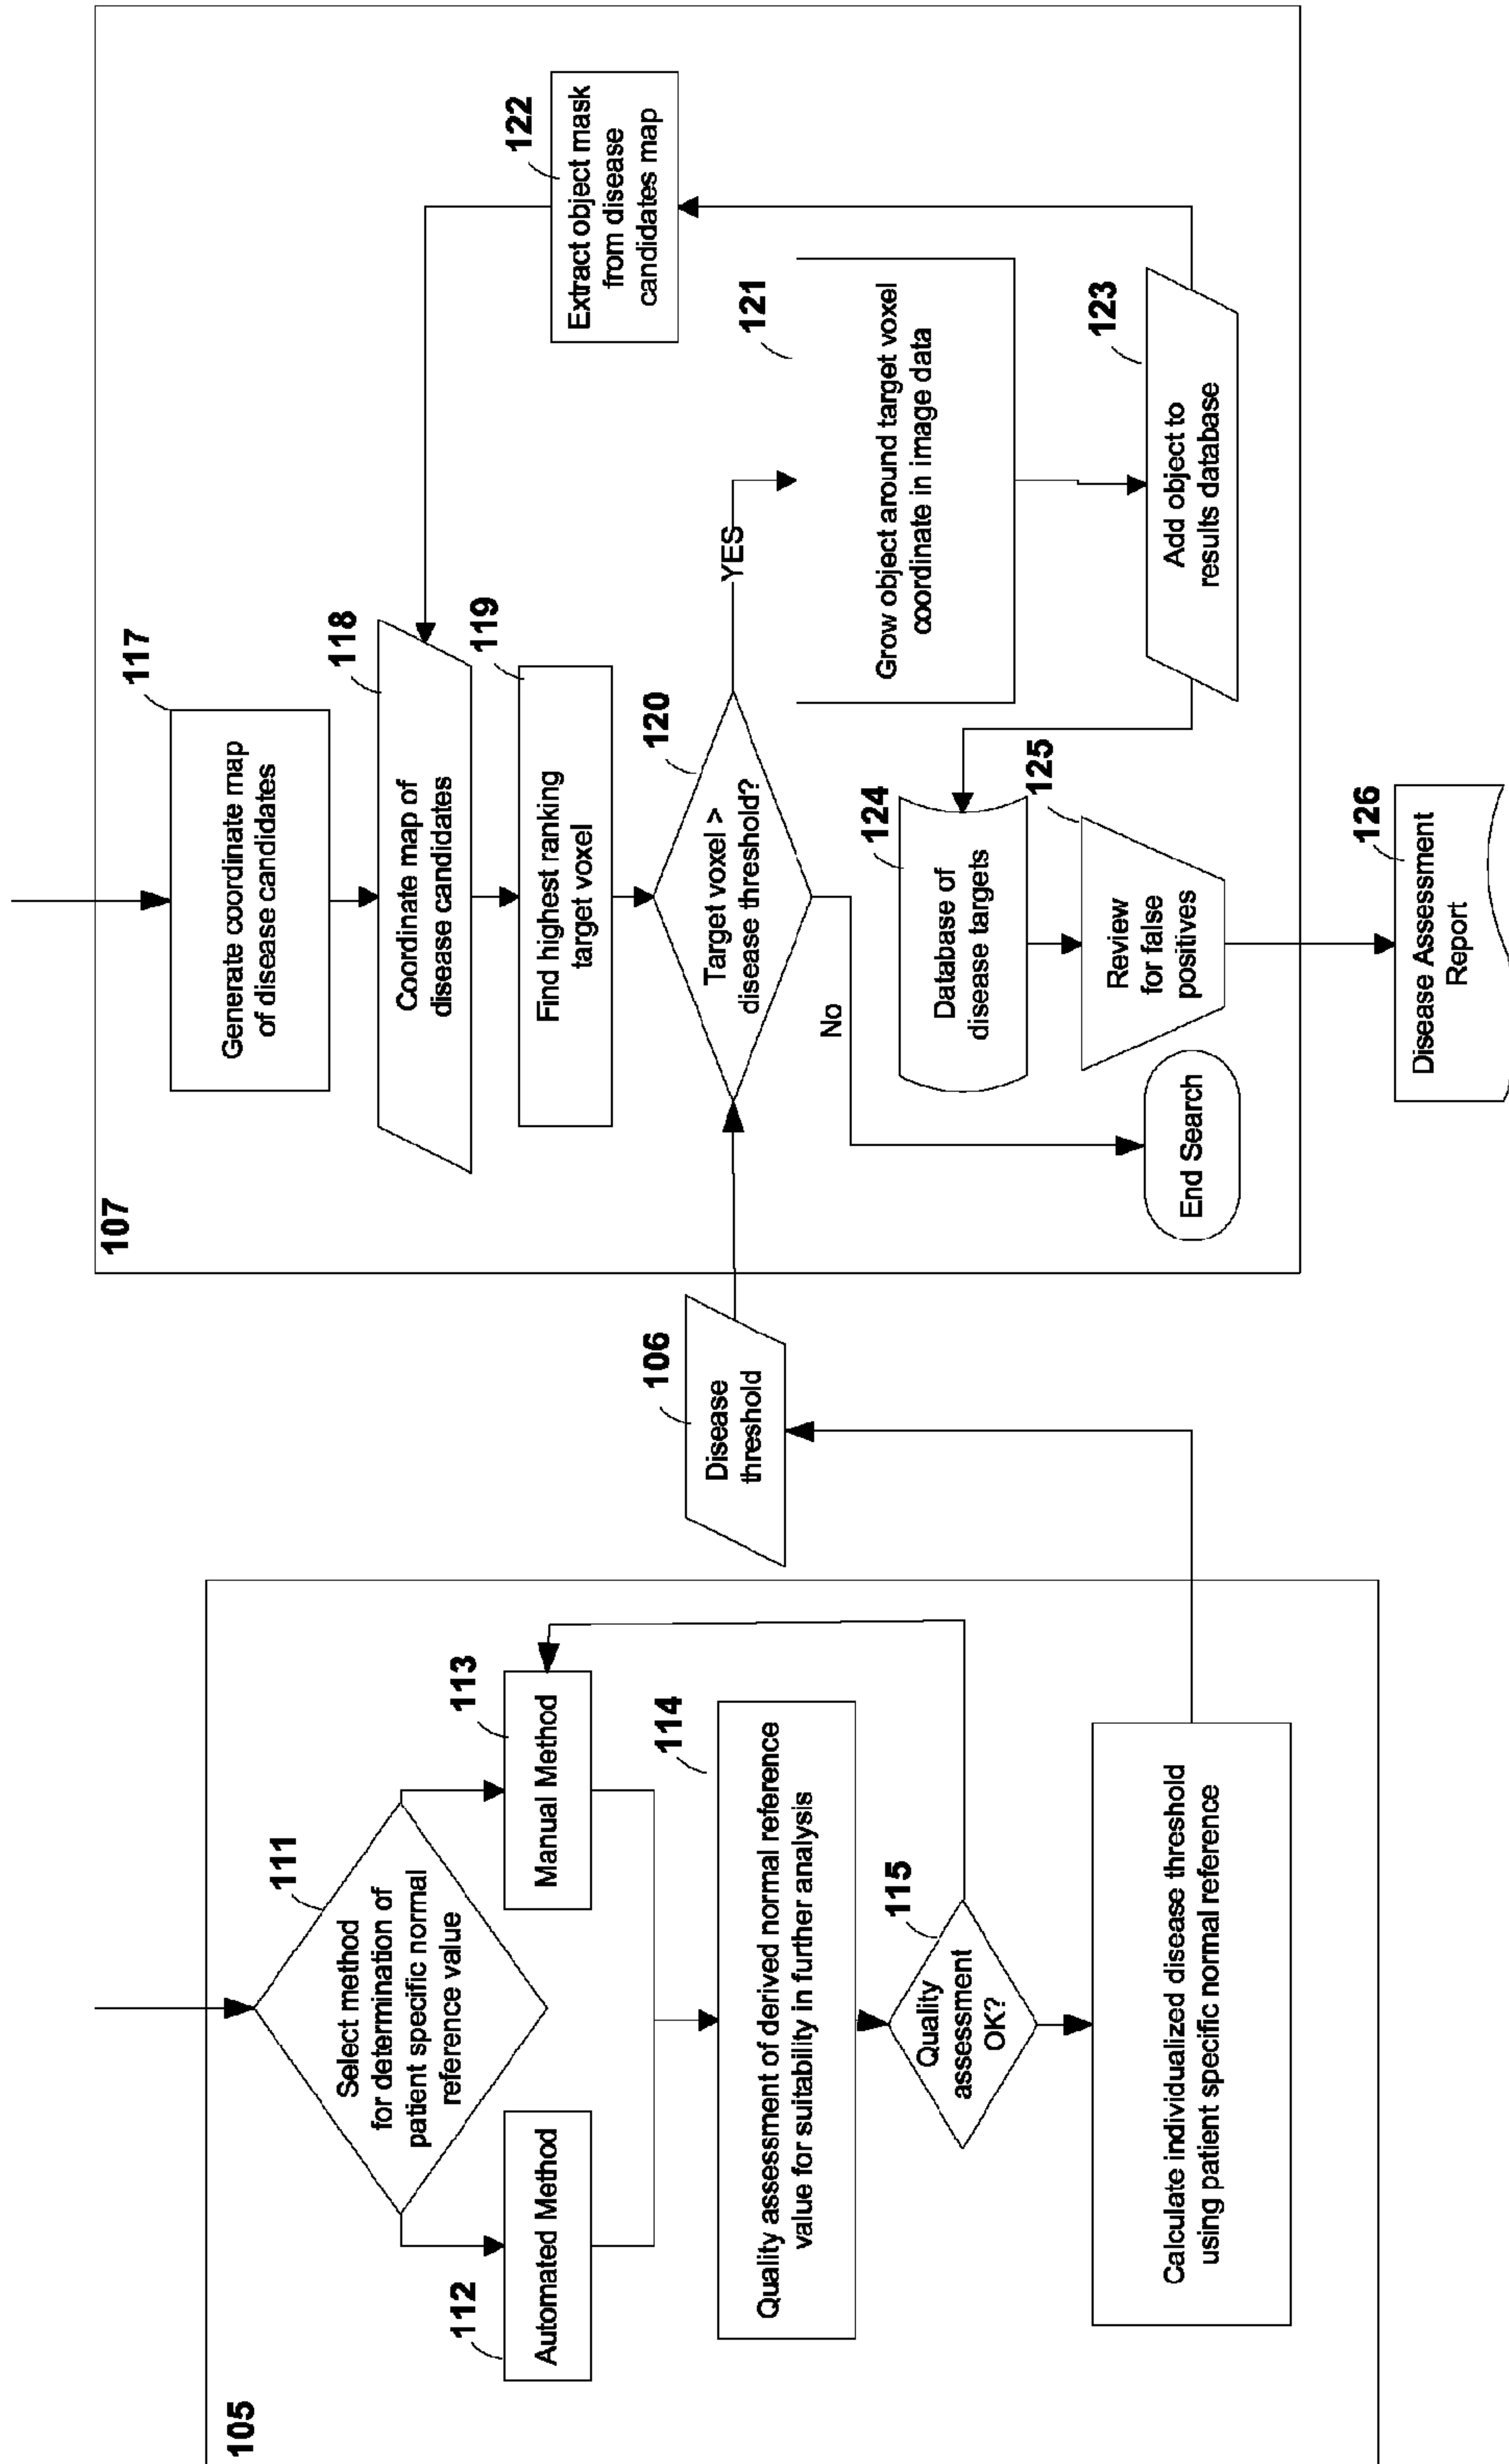 105
111
Select method
for determination of
patient specific normal
reference value
112
Automated Method
113
Manual Method
114
Quality assessment of derived normal reference
value for suitability in further analysis
115
Quality
assessment
OK?
Calculate individualized disease threshold
using patient specific normal reference
106
Disease
threshold
107
117
Generate coordinate map
of disease candidates
118
Coordinate map of
disease candidates
119
Find highest ranking
target voxel
120
Target voxel >
disease threshold?
YES
No
121
Grow object around target voxel
coordinate in image data
122
Extract object mask
from disease
candidates map
123
Add object to
results database
124
Database of
disease targets
125
Review
for false
positives
End Search
126
Disease Assessment
Report